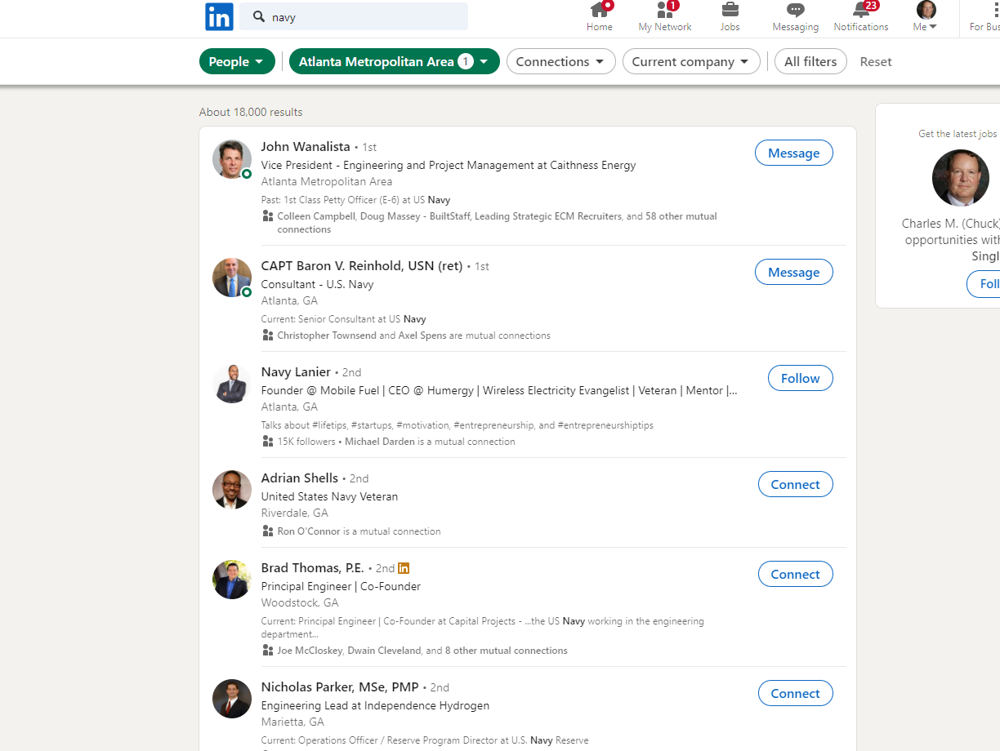 in navy
Home
1
My Network
Jobs
Messaging
23
Notifications
Me
For Bus
People
Atlanta Metropolitan Area 1
Connections
Current company
All filters
Reset
About 18,000 results
John Wanalista • 1st
Message
Vice President - Engineering and Project Management at Caithness Energy
Atlanta Metropolitan Area
Past: 1st Class Petty Officer (E-6) at US Navy
Colleen Campbell, Doug Massey - BuiltStaff, Leading Strategic ECM Recruiters, and 58 other mutual
connections
CAPT Baron V. Reinhold, USN (ret) • 1st
Message
Consultant - U.S. Navy
Atlanta, GA
Current: Senior Consultant at US Navy
Christopher Townsend and Axel Spens are mutual connections
Navy Lanier • 2nd
Follow
Founder @ Mobile Fuel | CEO @ Humergy | Wireless Electricity Evangelist | Veteran | Mentor |...
Atlanta, GA
Talks about #lifetips, #startups, #motivation, #entrepreneurship, and #entrepreneurshiptips
15K followers • Michael Darden is a mutual connection
Adrian Shells • 2nd
Connect
United States Navy Veteran
Riverdale, GA
Ron O'Connor is a mutual connection
Brad Thomas, P.E. • 2nd in
Connect
Principal Engineer | Co-Founder
Woodstock, GA
Current: Principal Engineer | Co-Founder at Capital Projects - ...the US Navy working in the engineering
department...
Joe McCloskey, Dwain Cleveland, and 8 other mutual connections
Nicholas Parker, MSe, PMP • 2nd
Connect
Engineering Lead at Independence Hydrogen
Marietta, GA
Current: Operations Officer / Reserve Program Director at U.S. Navy Reserve
Get the latest jobs
Charles M. (Chuck)
opportunities with
Singl
Foll